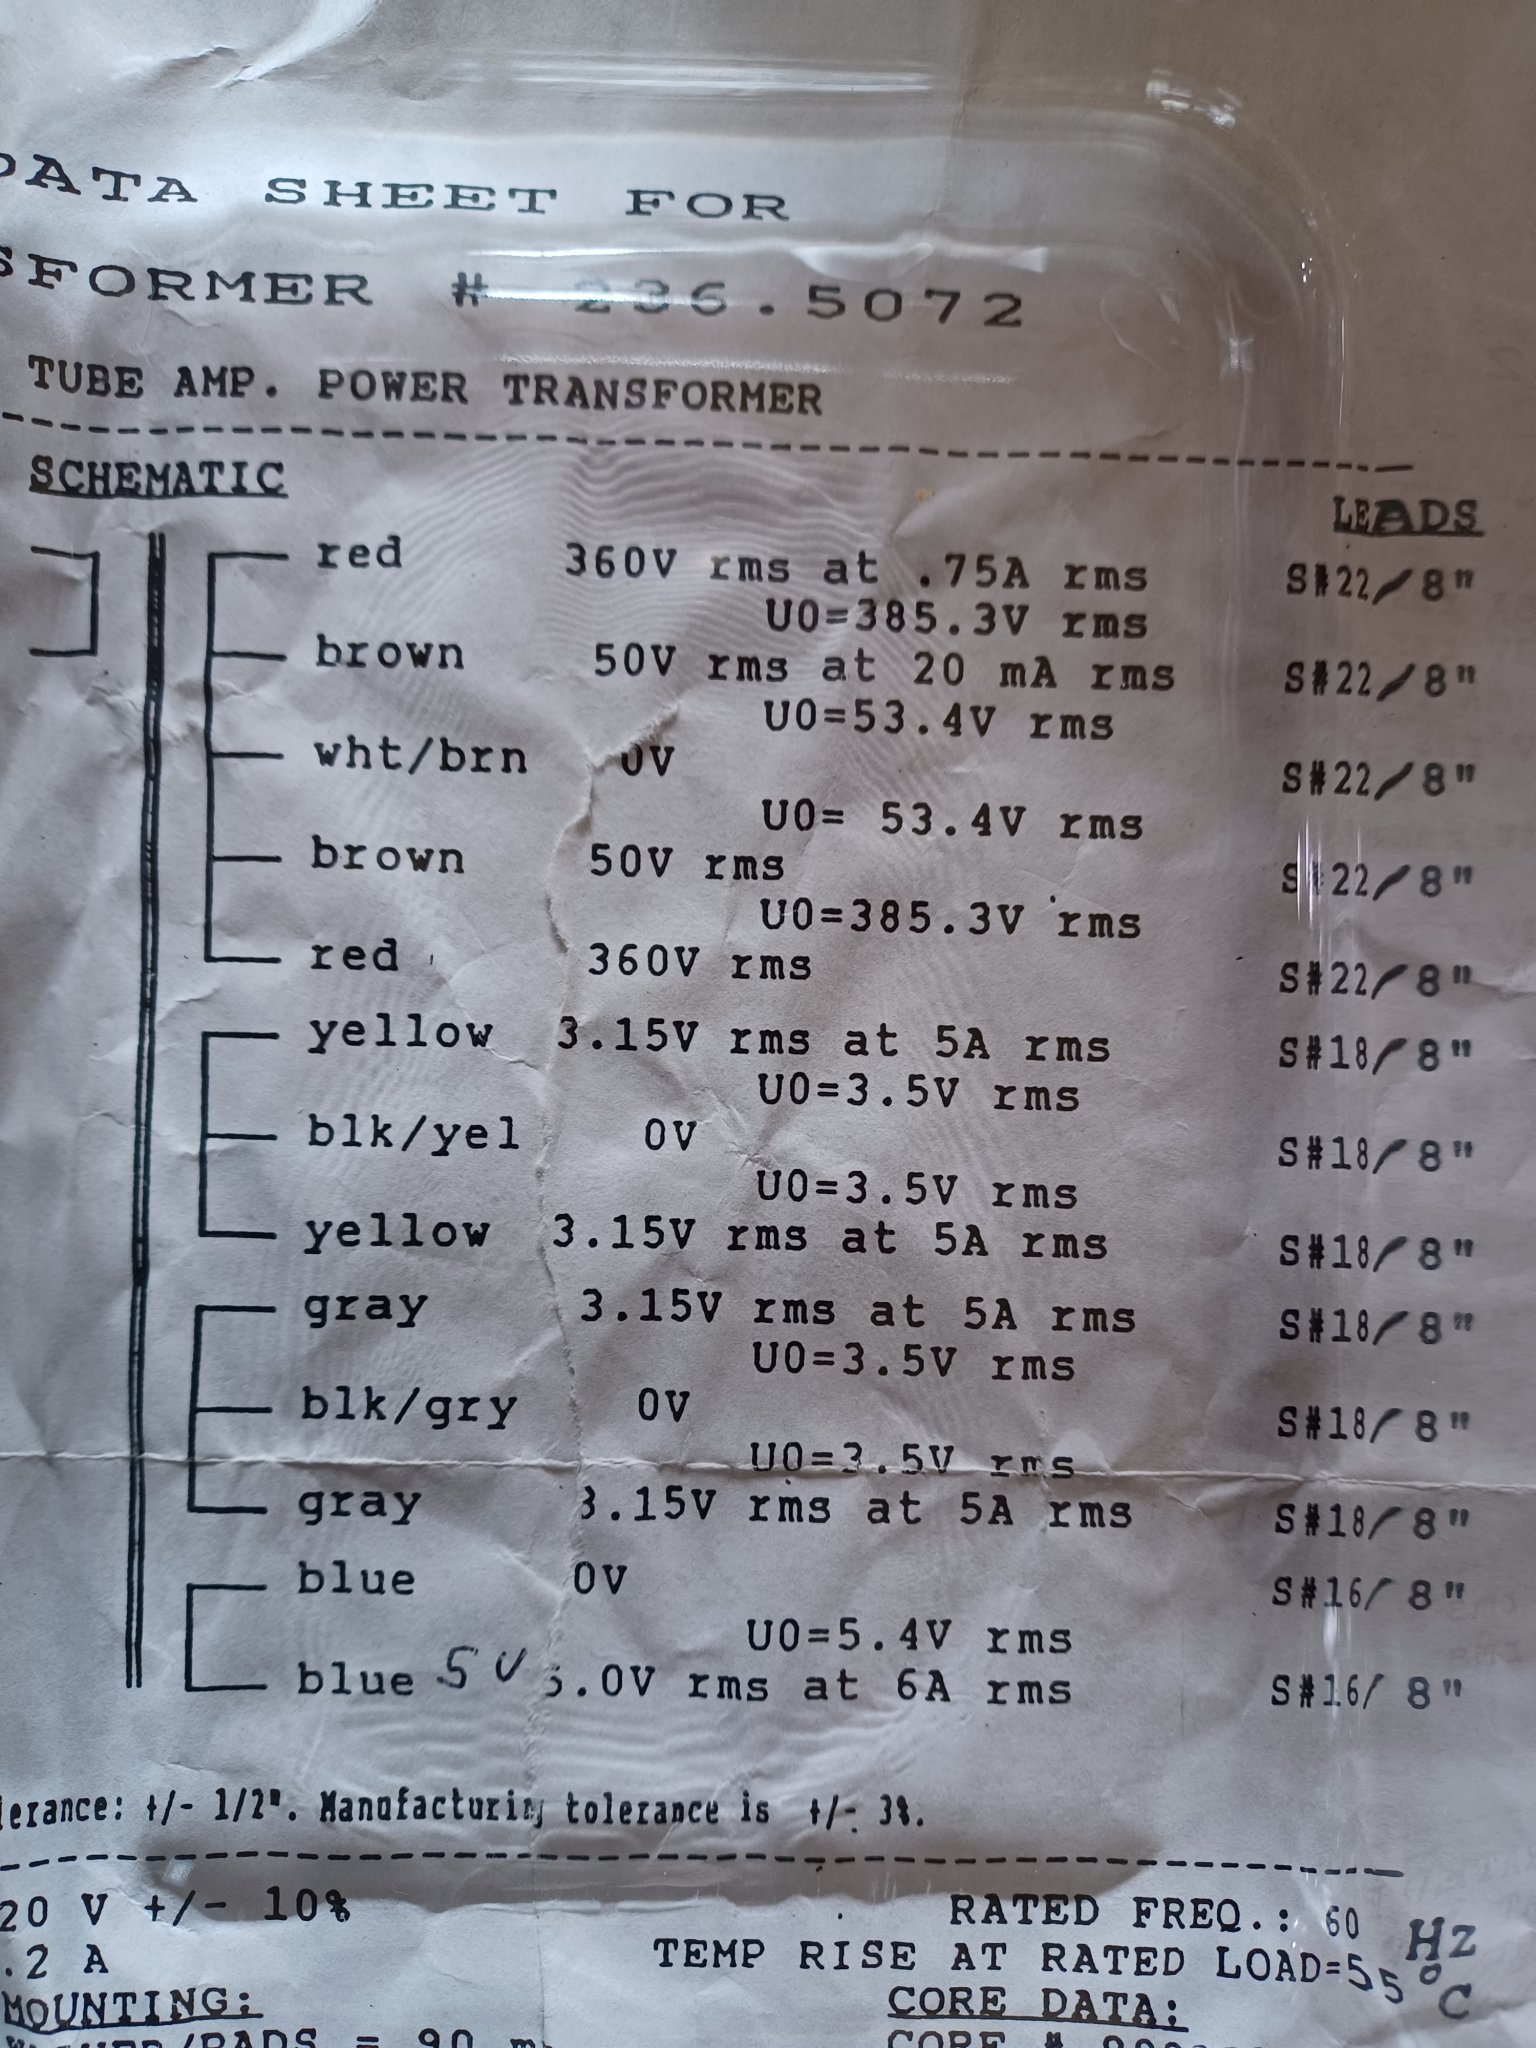 DATA SHEET FOR
SFORMER # 236.5072
TUBE AMP. POWER TRANSFORMER
SCHEMATIC
LEADS
red 360V rms at .75A rms S#22/8"
U0=385.3V rms
brown 50V rms at 20 mA rms S#22/8"
U0=53.4V rms
wht/brn 0V S#22/8"
U0= 53.4V rms
brown 50V rms S#22/8"
U0=385.3V rms
red 360V rms S#22/8"
yellow 3.15V rms at 5A rms S#18/8"
U0=3.5V rms
blk/yel 0V S#18/8"
U0=3.5V rms
yellow 3.15V rms at 5A rms S#18/8"
gray 3.15V rms at 5A rms S#18/8"
U0=3.5V rms
blk/gry 0V S#18/8"
U0=3.5V rms
gray 3.15V rms at 5A rms S#18/8"
blue 0V S#16/8"
U0=5.4V rms
blue 5V 5.0V rms at 6A rms S#16/8"
lerance: +/- 1/2". Manufacturing tolerance is +/- 3%.
20 V +/- 10% RATED FREQ.: 60 Hz
.2 A TEMP RISE AT RATED LOAD=55°C
MOUNTING: CORE DATA:
/PADS = 90 CORE #